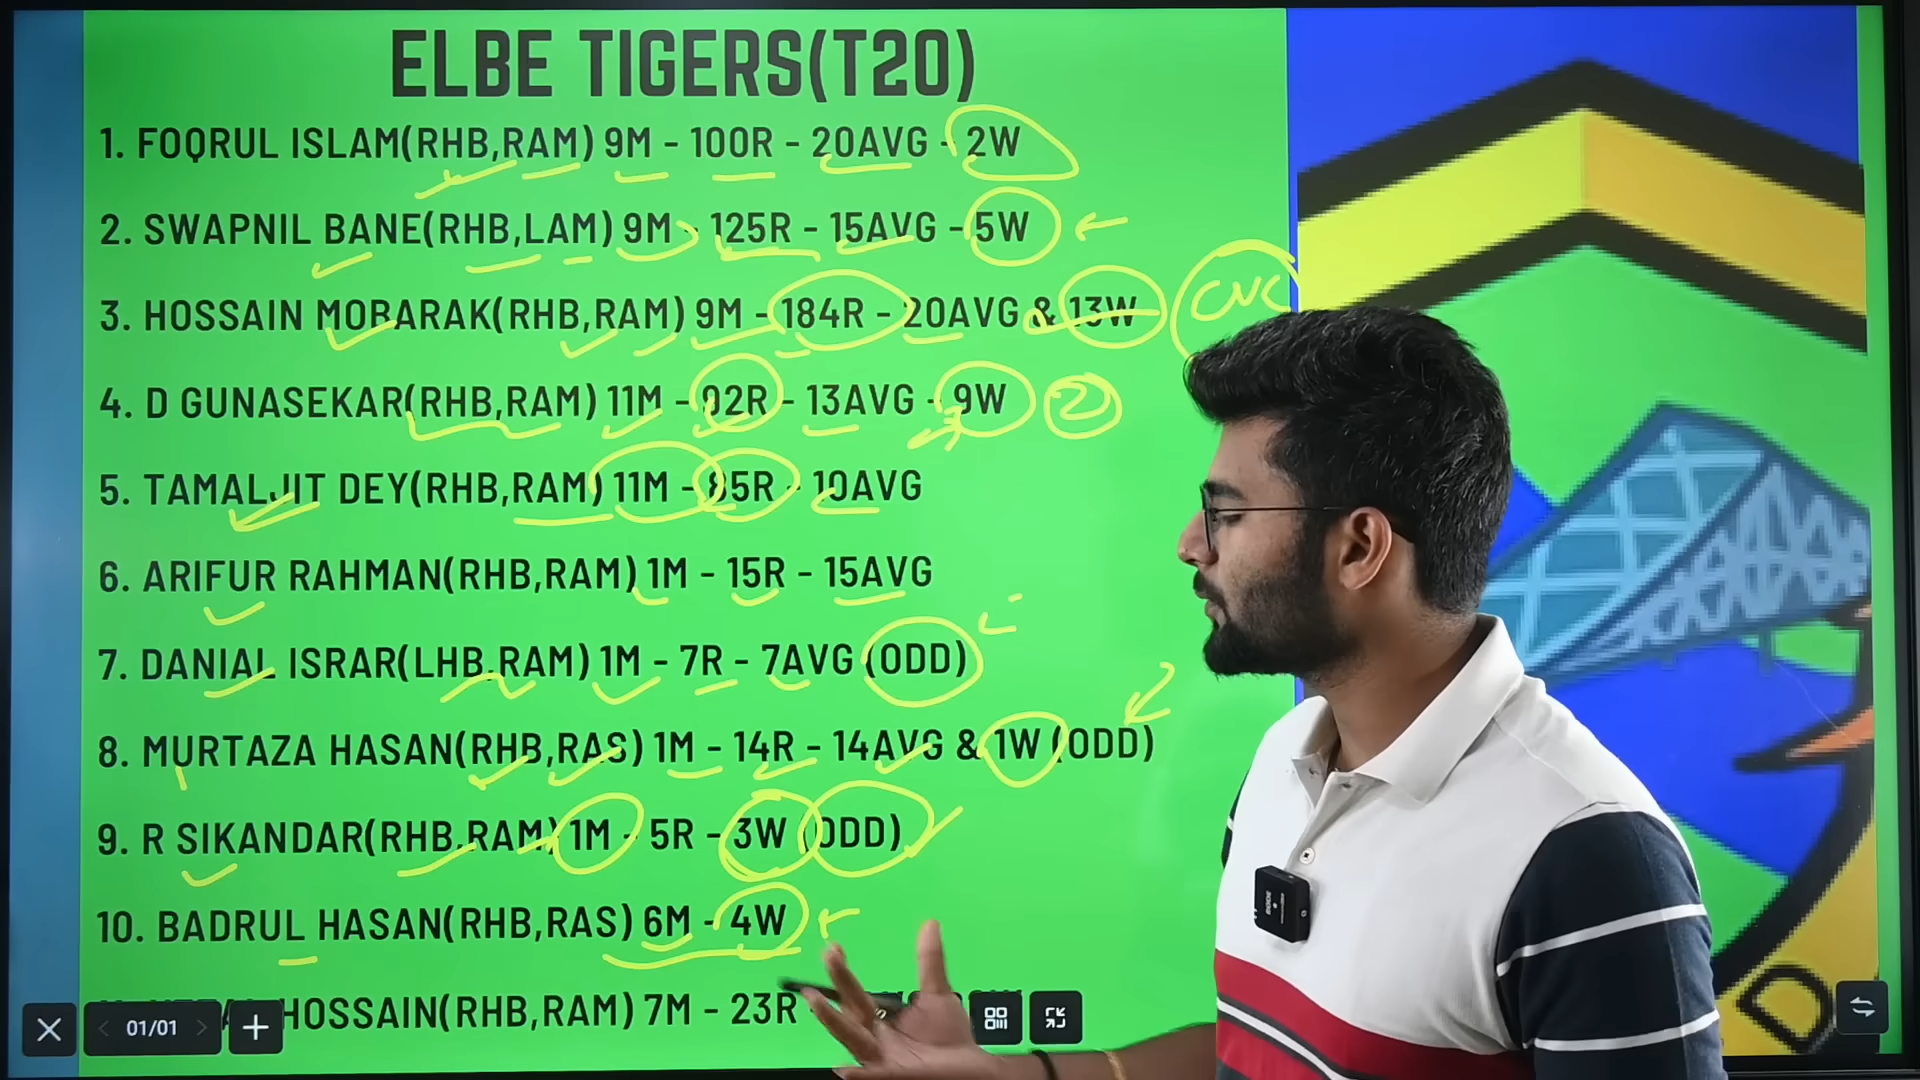 ELBE TIGERS(T20)
1. FOQRUL ISLAM(RHB,RAM) 9M - 100R - 20AVG - 2W
2. SWAPNIL BANE(RHB,LAM) 9M - 125R - 15AVG - 5W
3. HOSSAIN MOBARAK(RHB,RAM) 9M - 184R - 20AVG & 13W CVC
4. D GUNASEKAR(RHB,RAM) 11M - 92R - 13AVG - 9W
5. TAMALJIT DEY(RHB,RAM) 11M - 85R - 10AVG
6. ARIFUR RAHMAN(RHB,RAM) 1M - 15R - 15AVG
7. DANIAL ISRAR(LHB,RAM) 1M - 7R - 7AVG (ODD)
8. MURTAZA HASAN(RHB,RAS) 1M - 14R - 14AVG & 1W (ODD)
9. R SIKANDAR(RHB,RAM) 1M - 5R - 3W (ODD)
10. BADRUL HASAN(RHB,RAS) 6M - 4W
HOSSAIN(RHB,RAM) 7M - 23R -
01/01
D